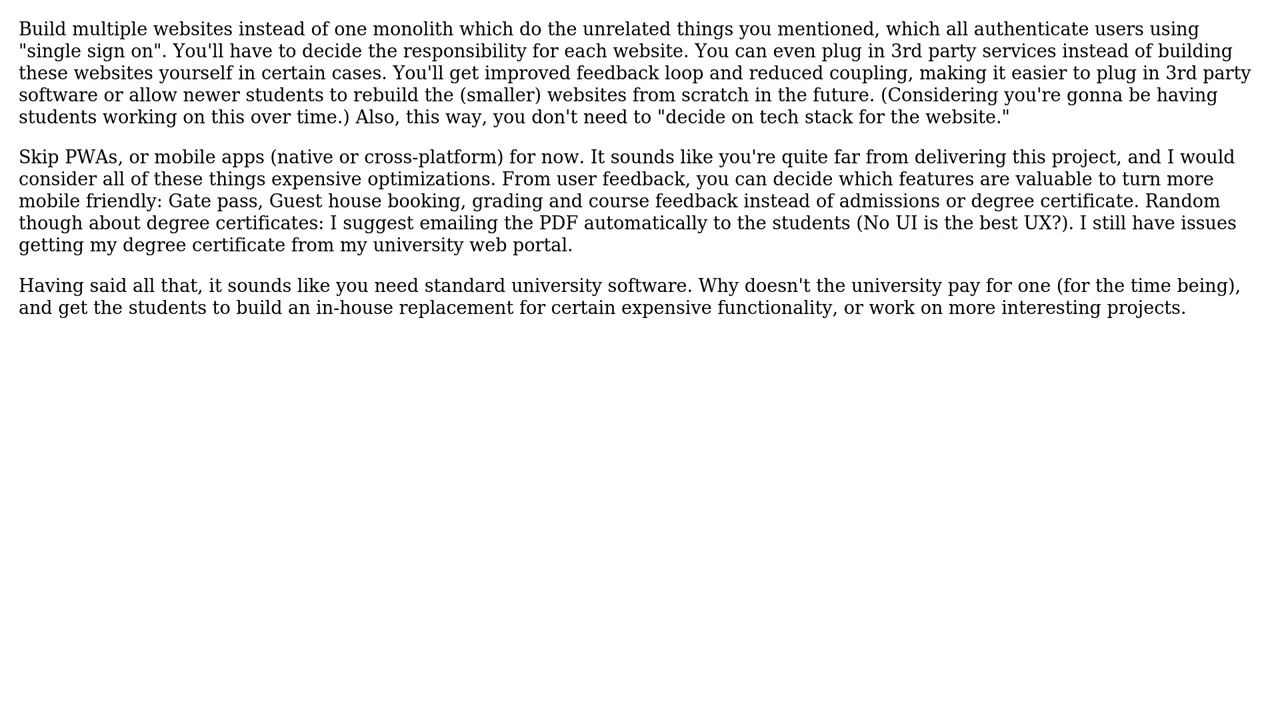 Build multiple websites instead of one monolith which do the unrelated things you mentioned, which all authenticate users using
"single sign on". You'll have to decide the responsibility for each website. You can even plug in 3rd party services instead of building
these websites yourself in certain cases. You'll get improved feedback loop and reduced coupling, making it easier to plug in 3rd party
software or allow newer students to rebuild the (smaller) websites from scratch in the future. (Considering you're gonna be having
students working on this over time.) Also, this way, you don't need to "decide on tech stack for the website."
Skip PWAs, or mobile apps (native or cross-platform) for now. It sounds like you're quite far from delivering this project, and I would
consider all of these things expensive optimizations. From user feedback, you can decide which features are valuable to turn more
mobile friendly: Gate pass, Guest house booking, grading and course feedback instead of admissions or degree certificate. Random
though about degree certificates: I suggest emailing the PDF automatically to the students (No UI is the best UX?). I still have issues
getting my degree certificate from my university web portal.
Having said all that, it sounds like you need standard university software. Why doesn't the university pay for one (for the time being),
and get the students to build an in-house replacement for certain expensive functionality, or work on more interesting projects.